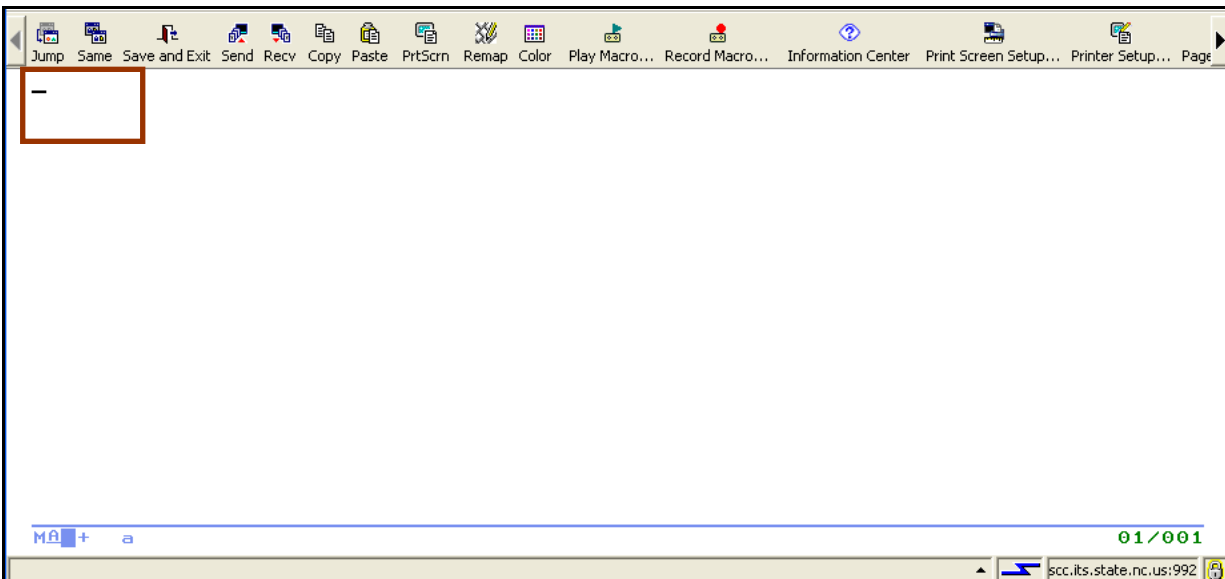 Jump Same Save and Exit Send Recv Copy Paste PrtScrn Remap Color Play Macro... Record Macro... Information Center Print Screen Setup... Printer Setup... Page
MA + a 01/001
scc.its.state.nc.us:992